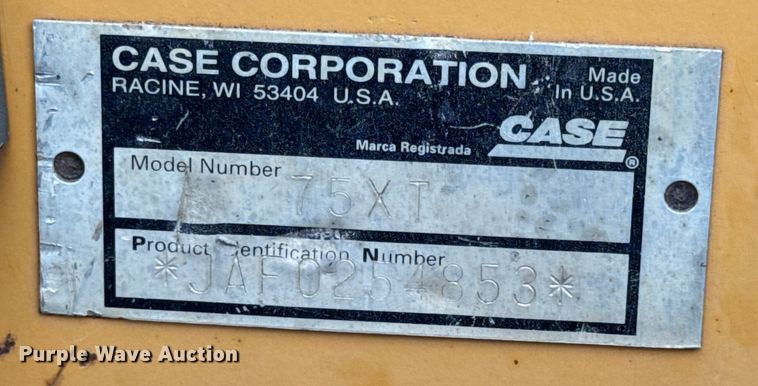 CASE CORPORATION
RACINE, WI 53404 U.S.A.
Made
In U.S.A.
Marca Registrada
CASE
®
Model Number
75XT
Product Identification Number
*JAF0254853*
Purple Wave Auction